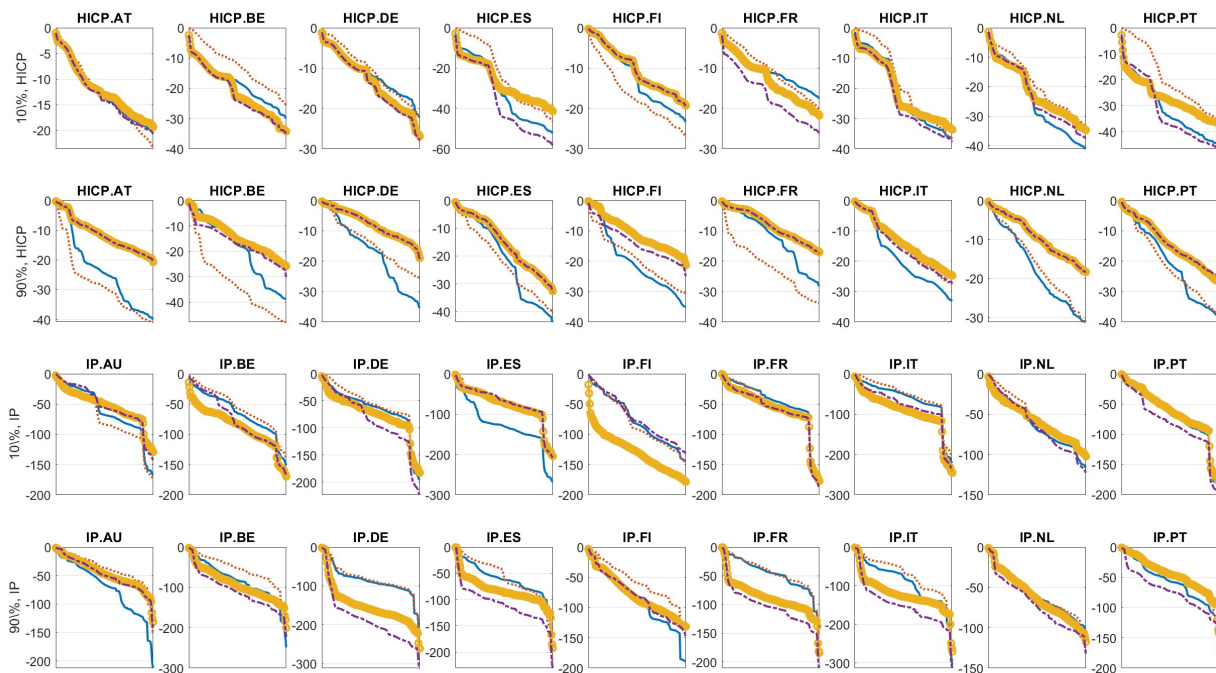 HICP.AT HICP.BE HICP.DE HICP.ES HICP.FI HICP.FR HICP.IT HICP.NL HICP.PT
10\%, HICP
0 -5 -10 -15 -20
0 -10 -20 -30 -40
0 -10 -20 -30
0 -20 -40 -60
0 -10 -20 -30
0 -10 -20 -30
0 -10 -20 -30 -40
0 -10 -20 -30 -40
0 -10 -20 -30 -40
HICP.AT HICP.BE HICP.DE HICP.ES HICP.FI HICP.FR HICP.IT HICP.NL HICP.PT
90\%, HICP
0 -10 -20 -30 -40
0 -10 -20 -30 -40
0 -10 -20 -30 -40
0 -10 -20 -30 -40
0 -10 -20 -30 -40
0 -10 -20 -30 -40
0 -10 -20 -30 -40
0 -10 -20 -30
0 -10 -20 -30 -40
IP.AU IP.BE IP.DE IP.ES IP.FI IP.FR IP.IT IP.NL IP.PT
10\%, IP
0 -50 -100 -150 -200
0 -50 -100 -150 -200
0 -50 -100 -150 -200
0 -100 -200 -300
0 -50 -100 -150 -200
0 -100 -200 -300
0 -100 -200 -300
0 -50 -100 -150
0 -50 -100 -150 -200
IP.AU IP.BE IP.DE IP.ES IP.FI IP.FR IP.IT IP.NL IP.PT
90\%, IP
0 -50 -100 -150 -200
0 -100 -200 -300
0 -100 -200 -300
0 -50 -100 -150 -200
0 -50 -100 -150 -200
0 -100 -200 -300
0 -50 -100 -150 -200
0 -50 -100 -150
0 -50 -100 -150 -200